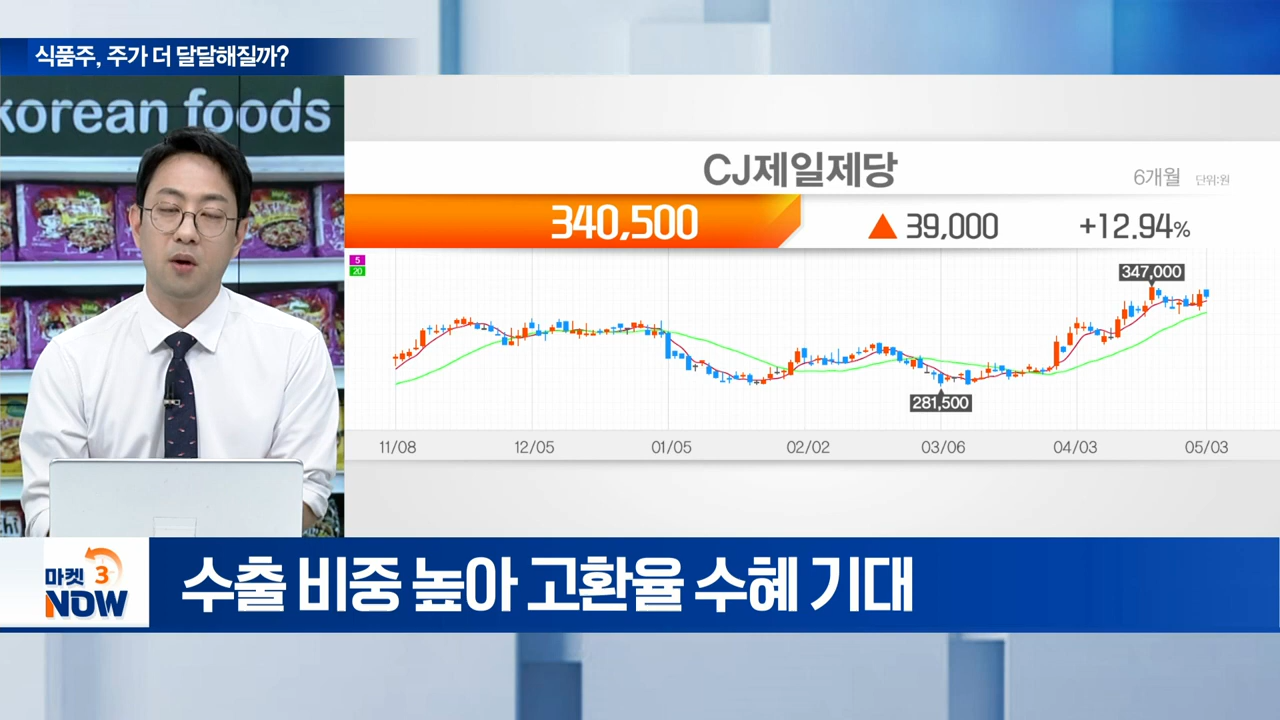 식품주, 주가 더 달달해질까?
korean foods
CJ제일제당
6개월 단위:원
340,500
▲ 39,000
+12.94%
5
20
347,000
281,500
11/08 12/05 01/05 02/02 03/06 04/03 05/03
마켓 3
NOW
수출 비중 높아 고환율 수혜 기대